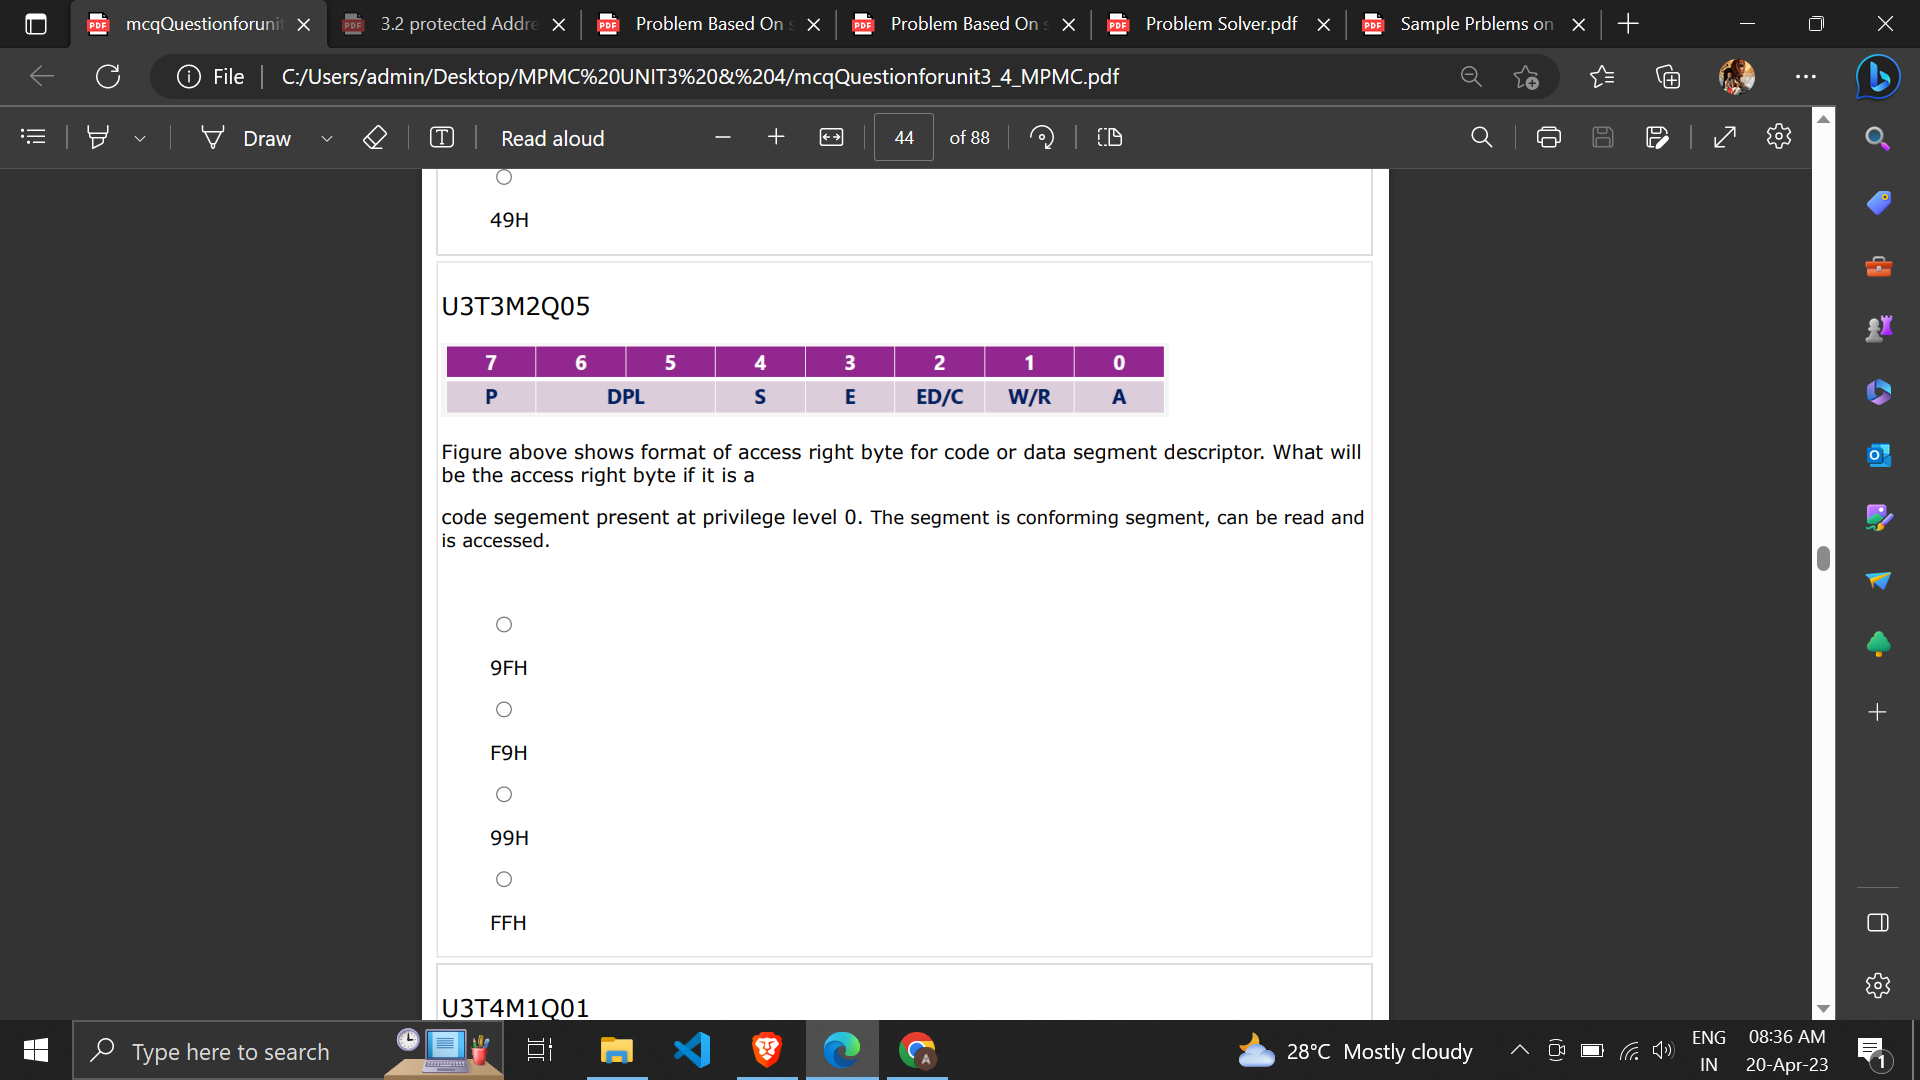 mcqQuestionforuni
3.2 protected Addre
Problem Based On s
Problem Based On s
Problem Solver.pdf
Sample Prblems on
File
C:/Users/admin/Desktop/MPMC%20UNIT3%20&%204/mcqQuestionforunit3_4_MPMC.pdf
Draw
Read aloud
44 of 88
49H
U3T3M2Q05
7 6 5 4 3 2 1 0
P DPL S E ED/C W/R A
Figure above shows format of access right byte for code or data segment descriptor. What will
be the access right byte if it is a
code segement present at privilege level 0. The segment is conforming segment, can be read and
is accessed.
9FH
F9H
99H
FFH
U3T4M1Q01
Type here to search
28°C Mostly cloudy
ENG
IN
08:36 AM
20-Apr-23
1